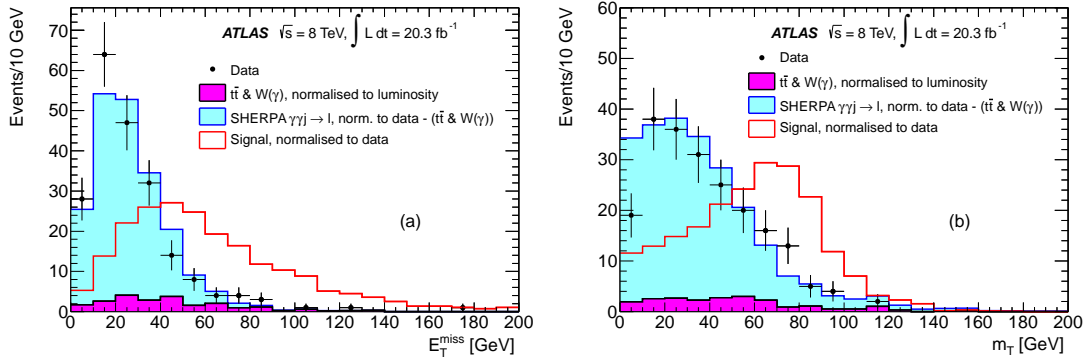 ATLAS √s = 8 TeV, ∫ L dt = 20.3 fb⁻¹
Data
tt̄ & W(γ), normalised to luminosity
SHERPA γγj → l, norm. to data - (tt̄ & W(γ))
Signal, normalised to data
(a)
Events/10 GeV
70
60
50
40
30
20
10
0
0 20 40 60 80 100 120 140 160 180 200
E_T^miss [GeV]
ATLAS √s = 8 TeV, ∫ L dt = 20.3 fb⁻¹
Data
tt̄ & W(γ), normalised to luminosity
SHERPA γγj → l, norm. to data - (tt̄ & W(γ))
Signal, normalised to data
(b)
Events/10 GeV
60
50
40
30
20
10
0
0 20 40 60 80 100 120 140 160 180 200
m_T [GeV]